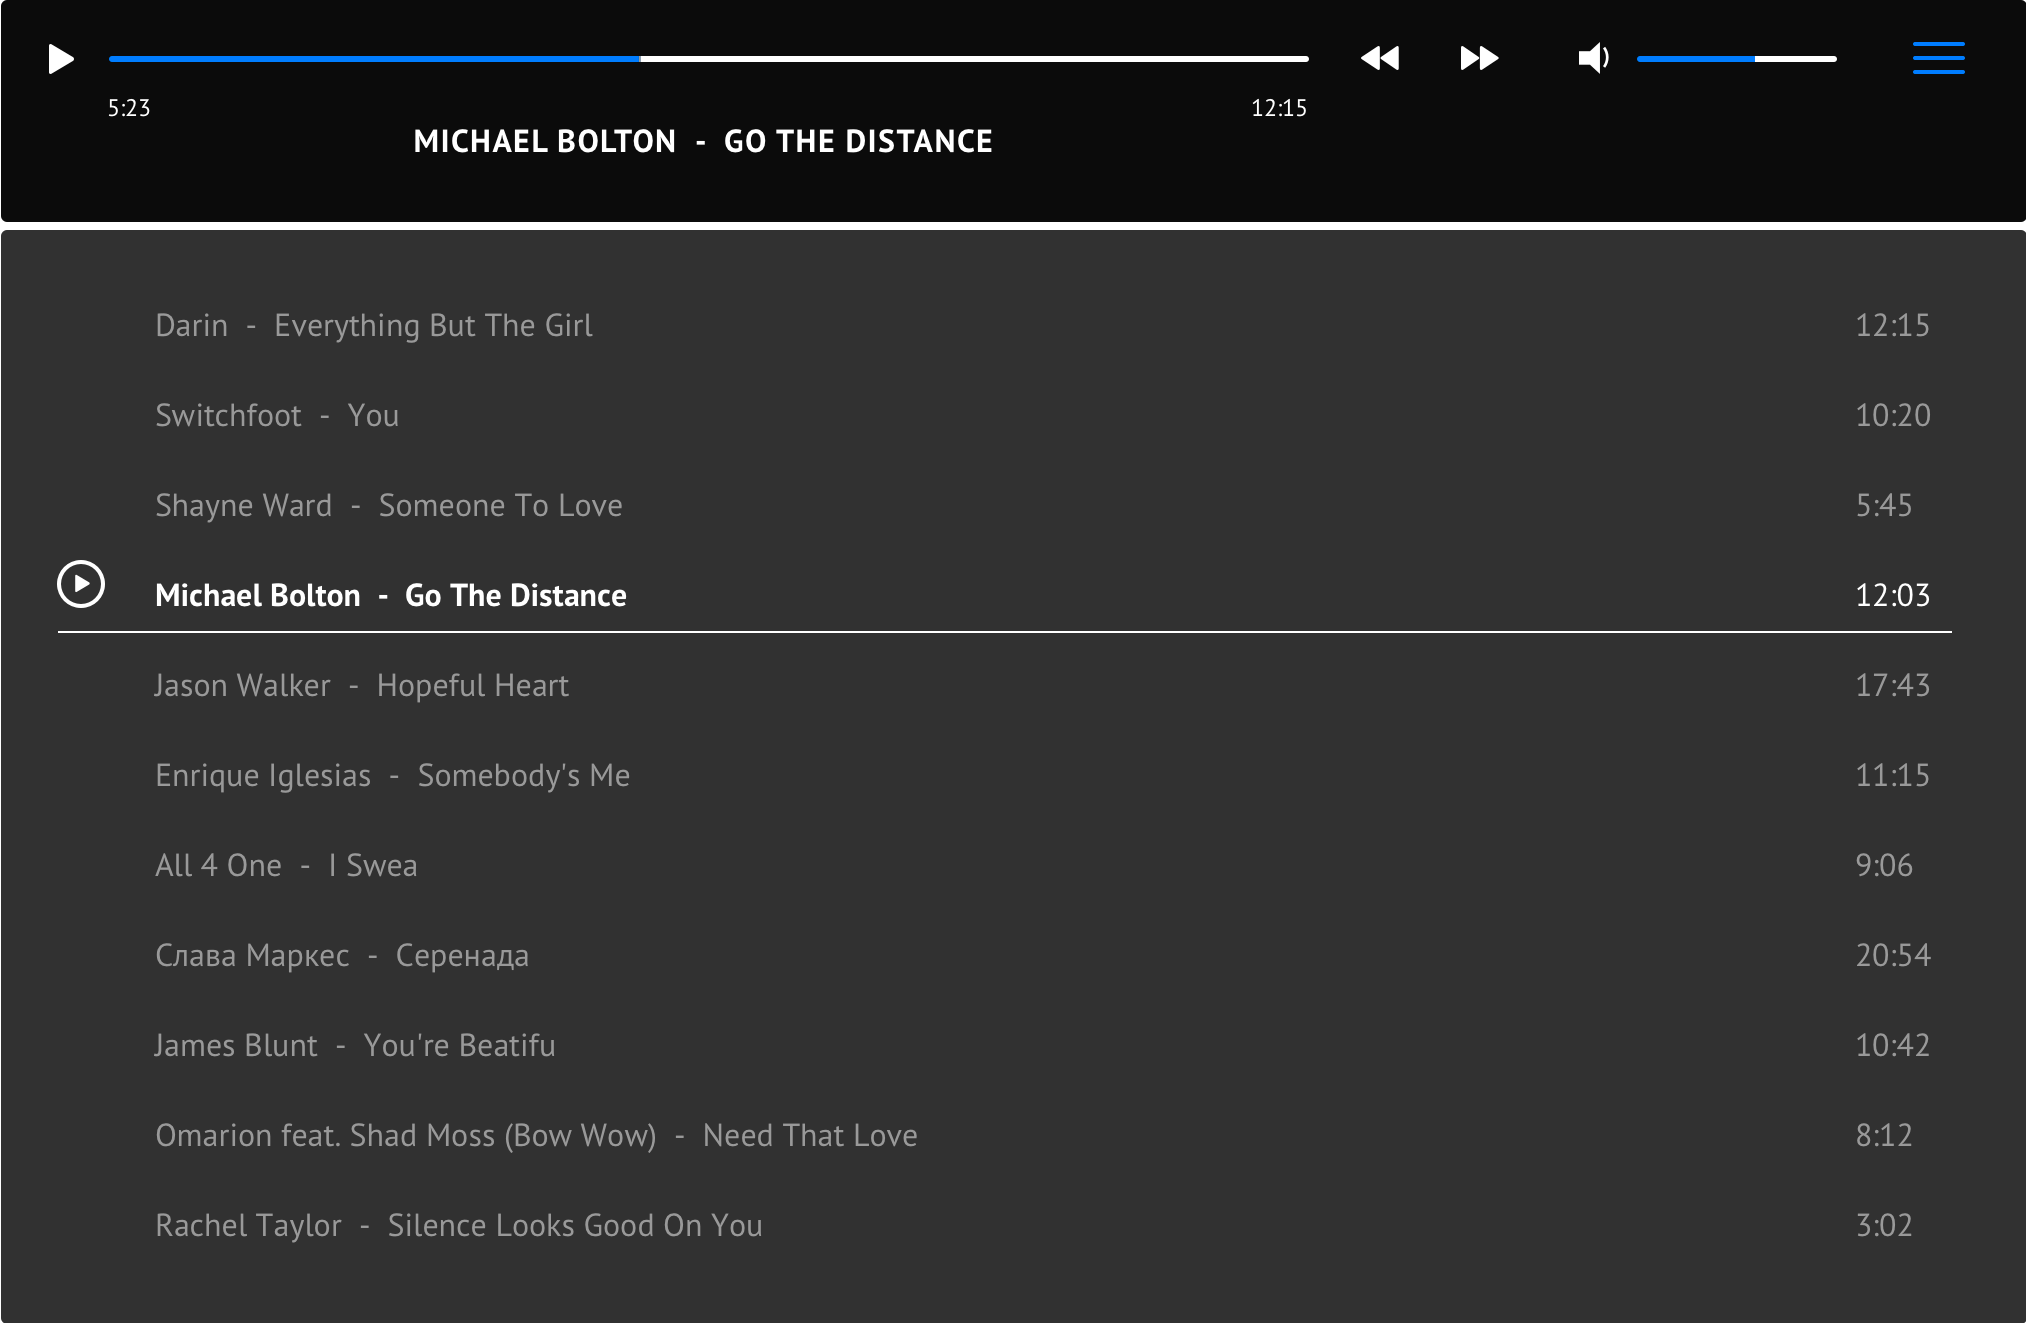 5:23 12:15
MICHAEL BOLTON - GO THE DISTANCE
Darin - Everything But The Girl 12:15
Switchfoot - You 10:20
Shayne Ward - Someone To Love 5:45
Michael Bolton - Go The Distance 12:03
Jason Walker - Hopeful Heart 17:43
Enrique Iglesias - Somebody's Me 11:15
All 4 One - I Swea 9:06
Слава Маркес - Серенада 20:54
James Blunt - You're Beatifu 10:42
Omarion feat. Shad Moss (Bow Wow) - Need That Love 8:12
Rachel Taylor - Silence Looks Good On You 3:02